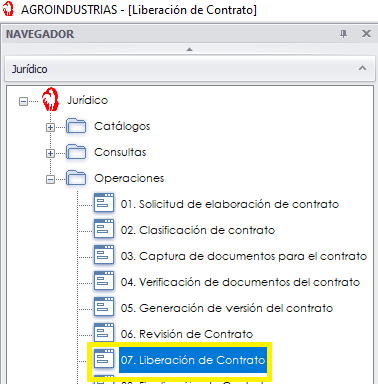 AGROINDUSTRIAS - [Liberación de Contrato]
NAVEGADOR
Jurídico
Jurídico
Catálogos
Consultas
Operaciones
01. Solicitud de elaboración de contrato
02. Clasificación de contrato
03. Captura de documentos para el contrato
04. Verificación de documentos del contrato
05. Generación de versión del contrato
06. Revisión de Contrato
07. Liberación de Contrato